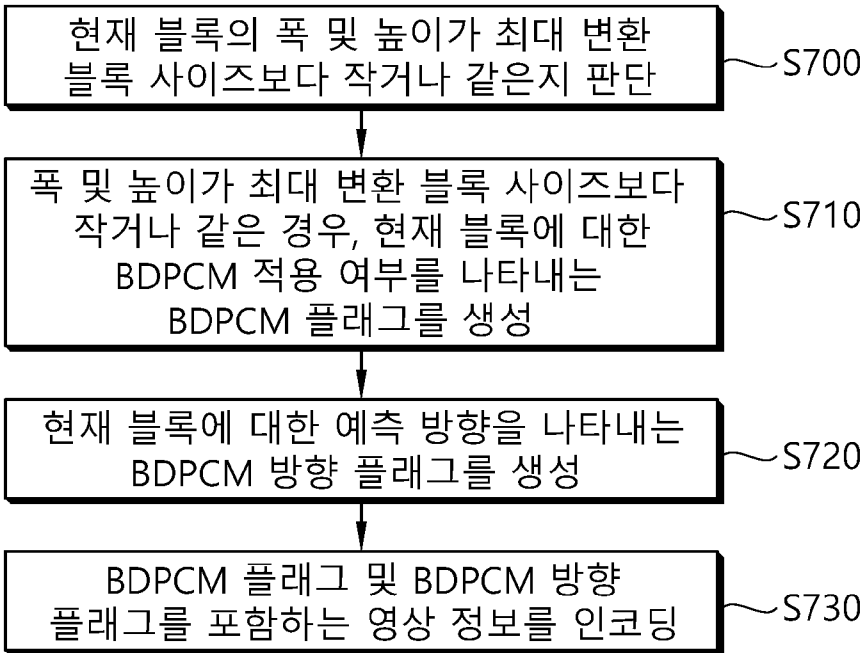 현재 블록의 폭 및 높이가 최대 변환
블록 사이즈보다 작거나 같은지 판단
S700
폭 및 높이가 최대 변환 블록 사이즈보다
작거나 같은 경우, 현재 블록에 대한
BDPCM 적용 여부를 나타내는
BDPCM 플래그를 생성
S710
현재 블록에 대한 예측 방향을 나타내는
BDPCM 방향 플래그를 생성
S720
BDPCM 플래그 및 BDPCM 방향
플래그를 포함하는 영상 정보를 인코딩
S730